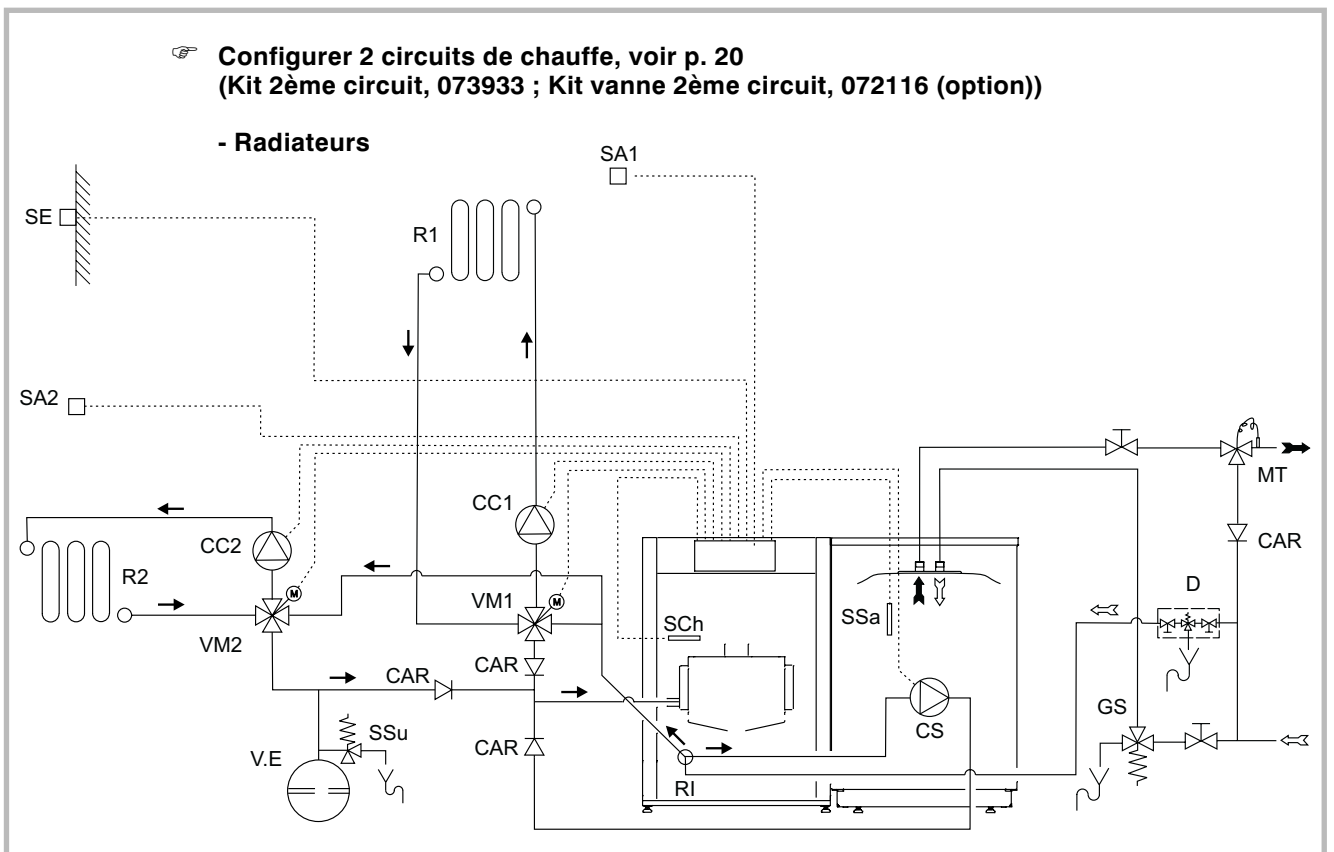 ☞ Configurer 2 circuits de chauffe, voir p. 20
(Kit 2ème circuit, 073933 ; Kit vanne 2ème circuit, 072116 (option))
- Radiateurs
SA1
SE
R1
SA2
MT
CC1
CC2
CAR
R2
M
VM1
M
D
SCh
SSa
VM2
CAR
CAR
GS
SSu
CS
V.E
CAR
RI